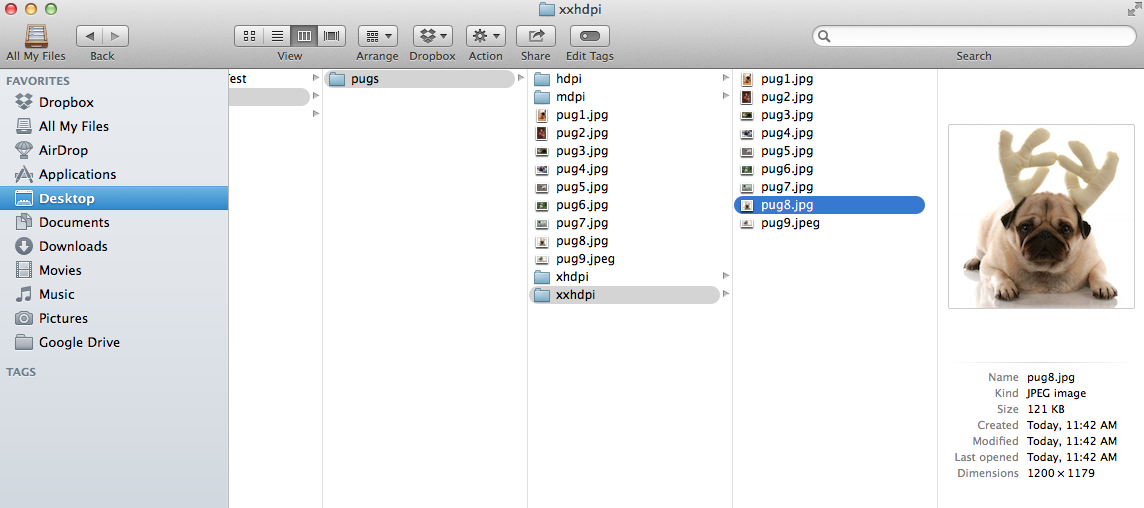 xxhdpi
All My Files
Back
View
Arrange
Dropbox
Action
Share
Edit Tags
Search
FAVORITES
Dropbox
All My Files
AirDrop
Applications
Desktop
Documents
Downloads
Movies
Music
Pictures
Google Drive
TAGS
pugs
hdpi
mdpi
pug1.jpg
pug2.jpg
pug3.jpg
pug4.jpg
pug5.jpg
pug6.jpg
pug7.jpg
pug8.jpg
pug9.jpeg
xhdpi
xxhdpi
pug1.jpg
pug2.jpg
pug3.jpg
pug4.jpg
pug5.jpg
pug6.jpg
pug7.jpg
pug8.jpg
pug9.jpeg
Name pug8.jpg
Kind JPEG image
Size 121 KB
Created Today, 11:42 AM
Modified Today, 11:42 AM
Last opened Today, 11:42 AM
Dimensions 1200 × 1179